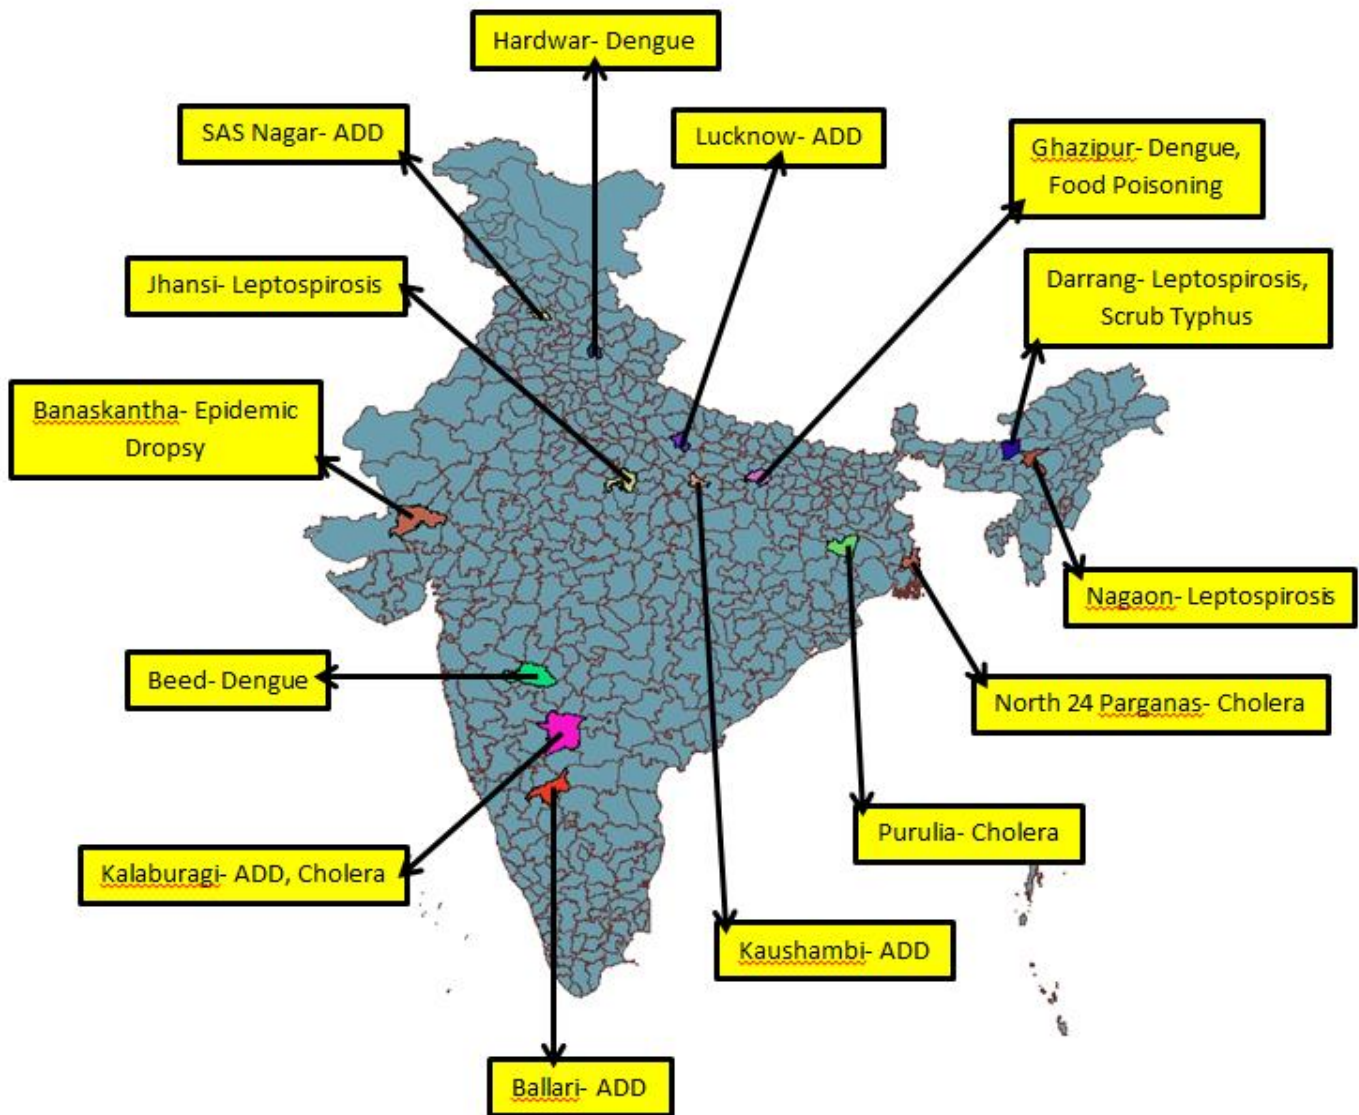 Hardwar- Dengue
SAS Nagar- ADD
Lucknow- ADD
Ghazipur- Dengue,
Food Poisoning
Jhansi- Leptospirosis
Darrang- Leptospirosis,
Scrub Typhus
Banaskantha- Epidemic
Dropsy
Nagaon- Leptospirosis
Beed- Dengue
North 24 Parganas- Cholera
Purulia- Cholera
Kalaburagi- ADD, Cholera
Kaushambi- ADD
Ballari- ADD